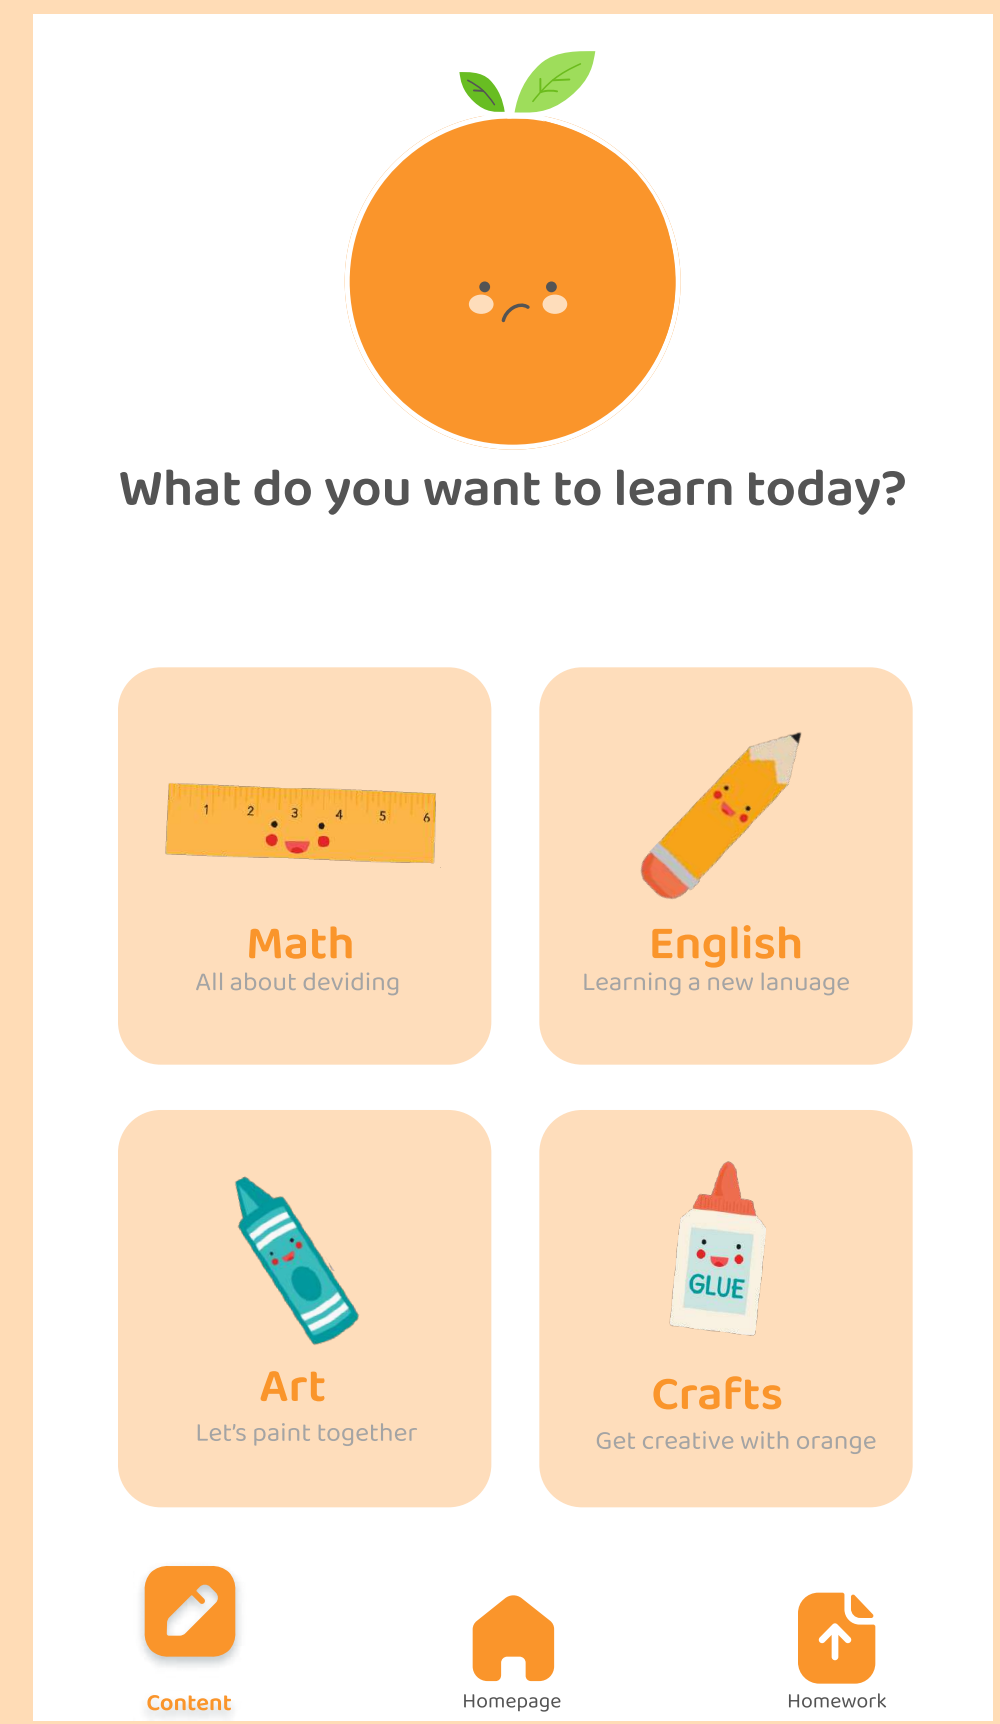 What do you want to learn today?
1 2 3 4 5 6
Math
All about deviding
English
Learning a new lanuage
Art
Let's paint together
GLUE
Crafts
Get creative with orange
Content
Homepage
Homework